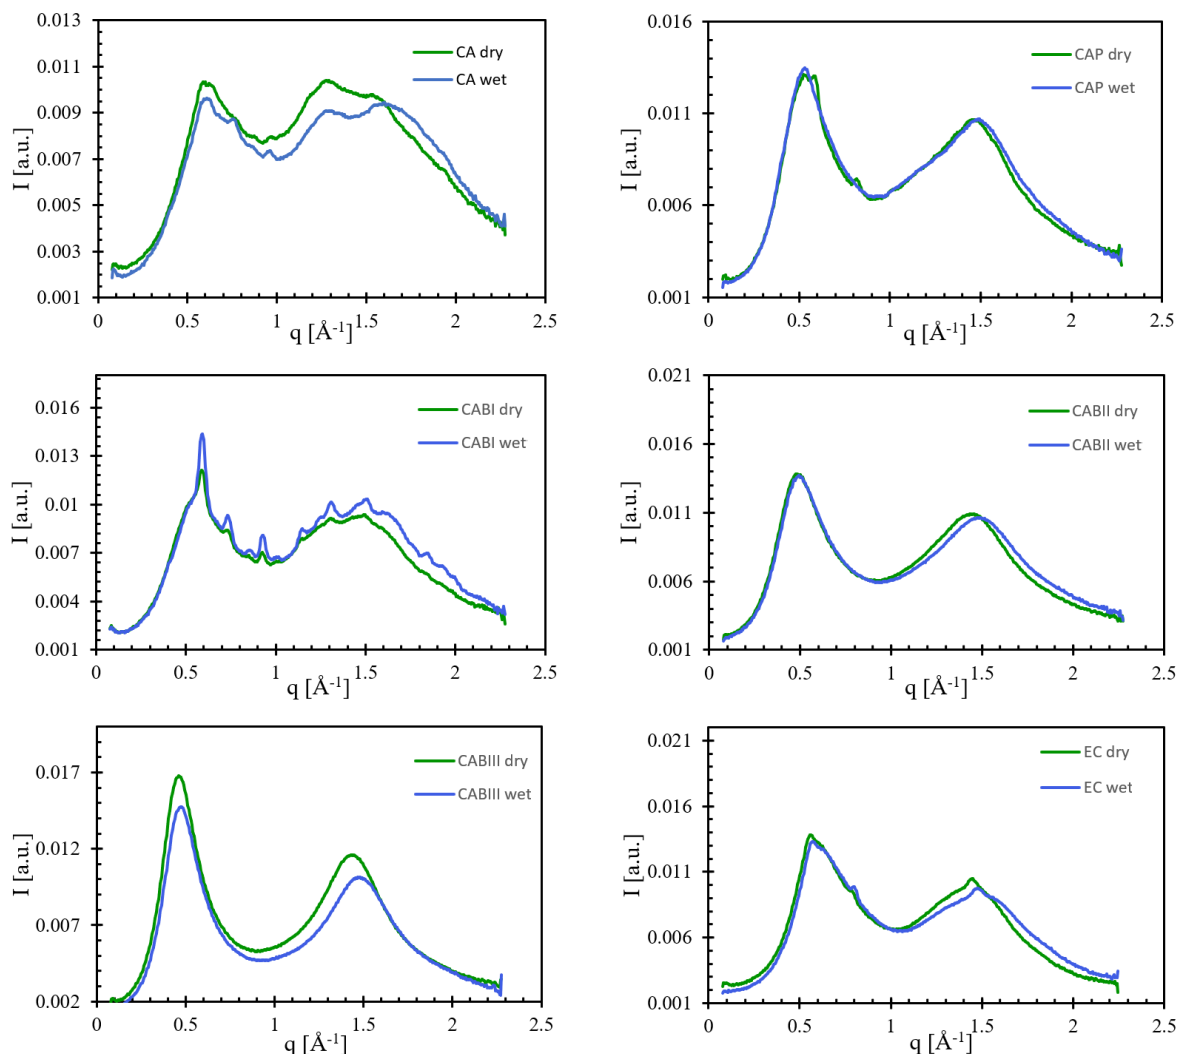 0.013
0.011
0.009
0.007
0.005
0.003
0.001
I [a.u.]
0
0.5
1
1.5
2
2.5
q [Å⁻¹]
CA dry
CA wet
0.016
0.011
0.006
0.001
I [a.u.]
0
0.5
1
1.5
2
2.5
q [Å⁻¹]
CAP dry
CAP wet
0.016
0.013
0.01
0.007
0.004
0.001
I [a.u.]
0
0.5
1
1.5
2
2.5
q [Å⁻¹]
CABI dry
CABI wet
0.021
0.016
0.011
0.006
0.001
I [a.u.]
0
0.5
1
1.5
2
2.5
q [Å⁻¹]
CABII dry
CABII wet
0.017
0.012
0.007
0.002
I [a.u.]
0
0.5
1
1.5
2
2.5
q [Å⁻¹]
CABIII dry
CABIII wet
0.021
0.016
0.011
0.006
0.001
I [a.u.]
0
0.5
1
1.5
2
2.5
q [Å⁻¹]
EC dry
EC wet